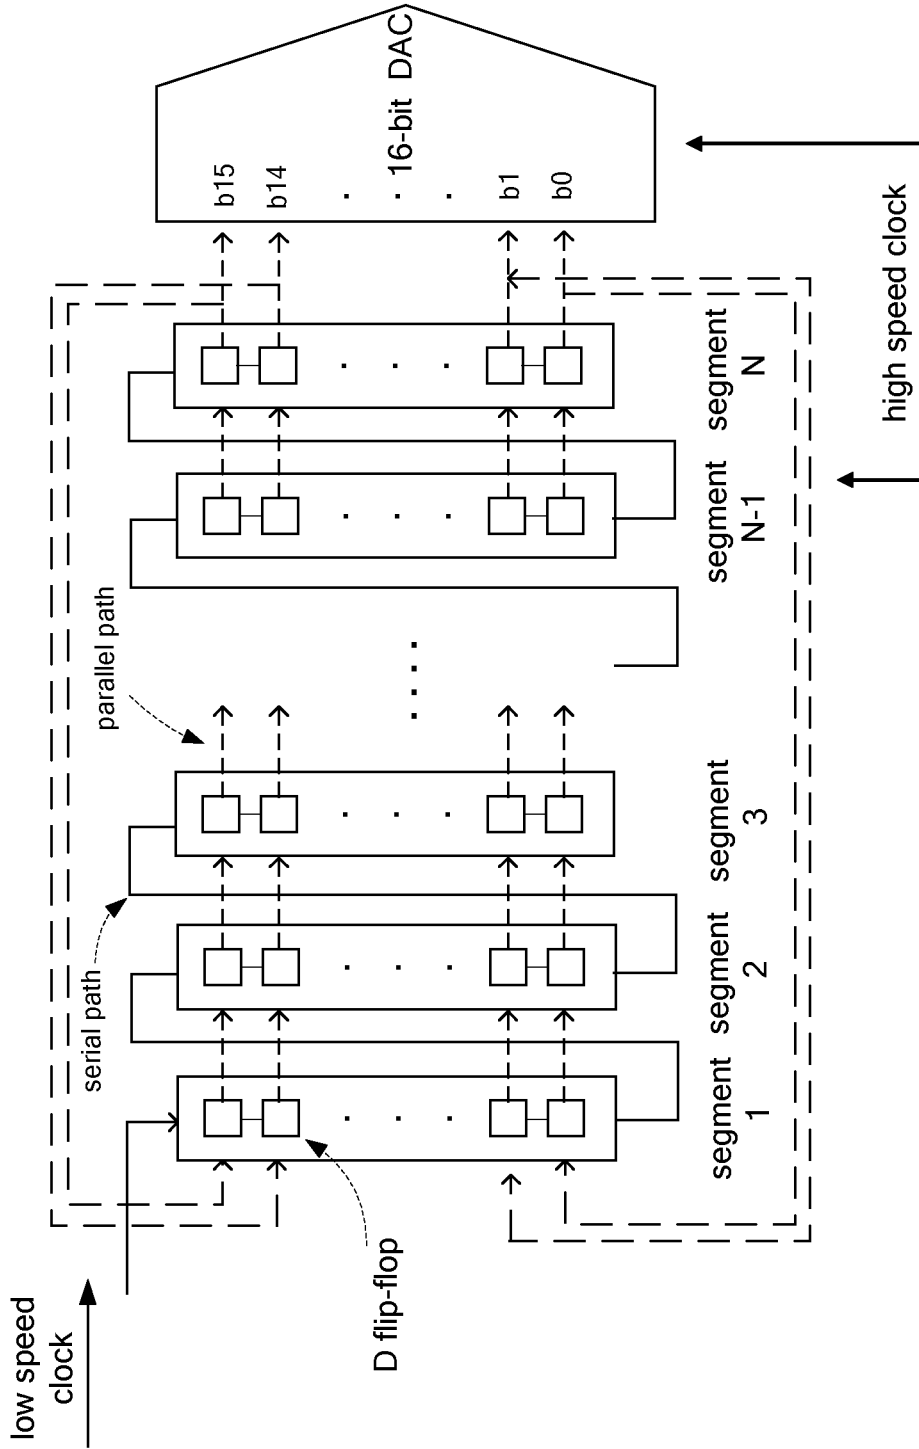 low speed
clock
serial path
parallel path
D flip-flop
b15
b14
b1
b0
16-bit DAC
segment
1
segment
2
segment
3
segment
N-1
segment
N
high speed clock